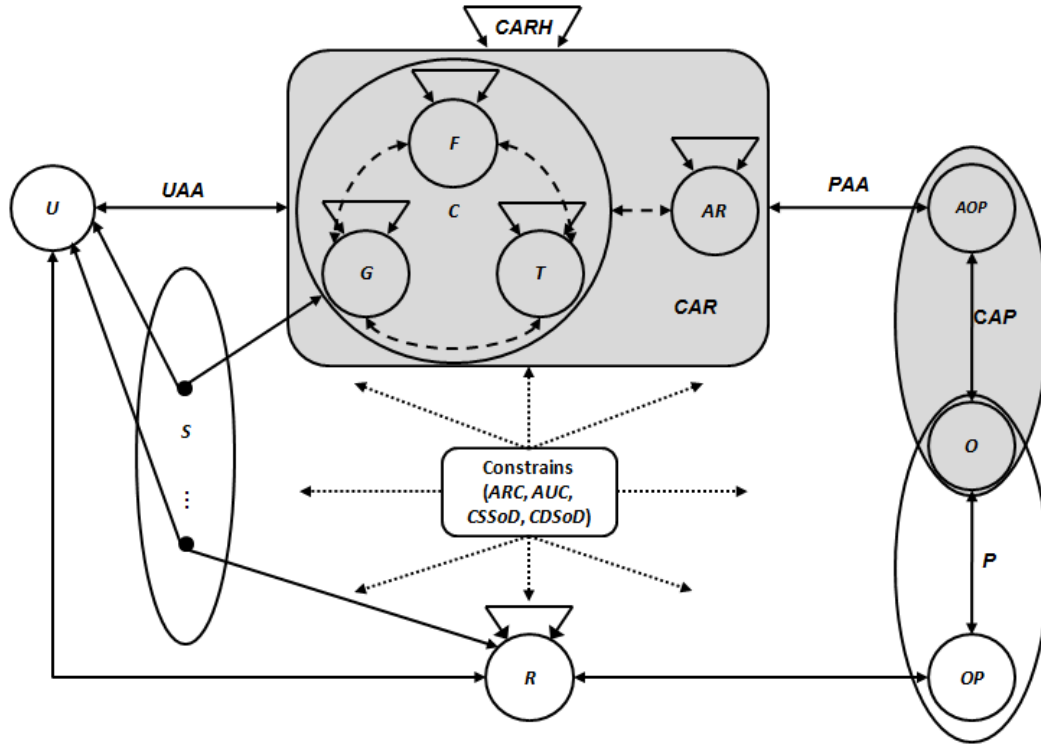 CARH
F
UAA
PAA
U
C
AR
AOP
G
T
CAR
CAP
S
O
Constrains
(ARC, AUC,
CSSoD, CDSoD)
⋮
P
R
OP